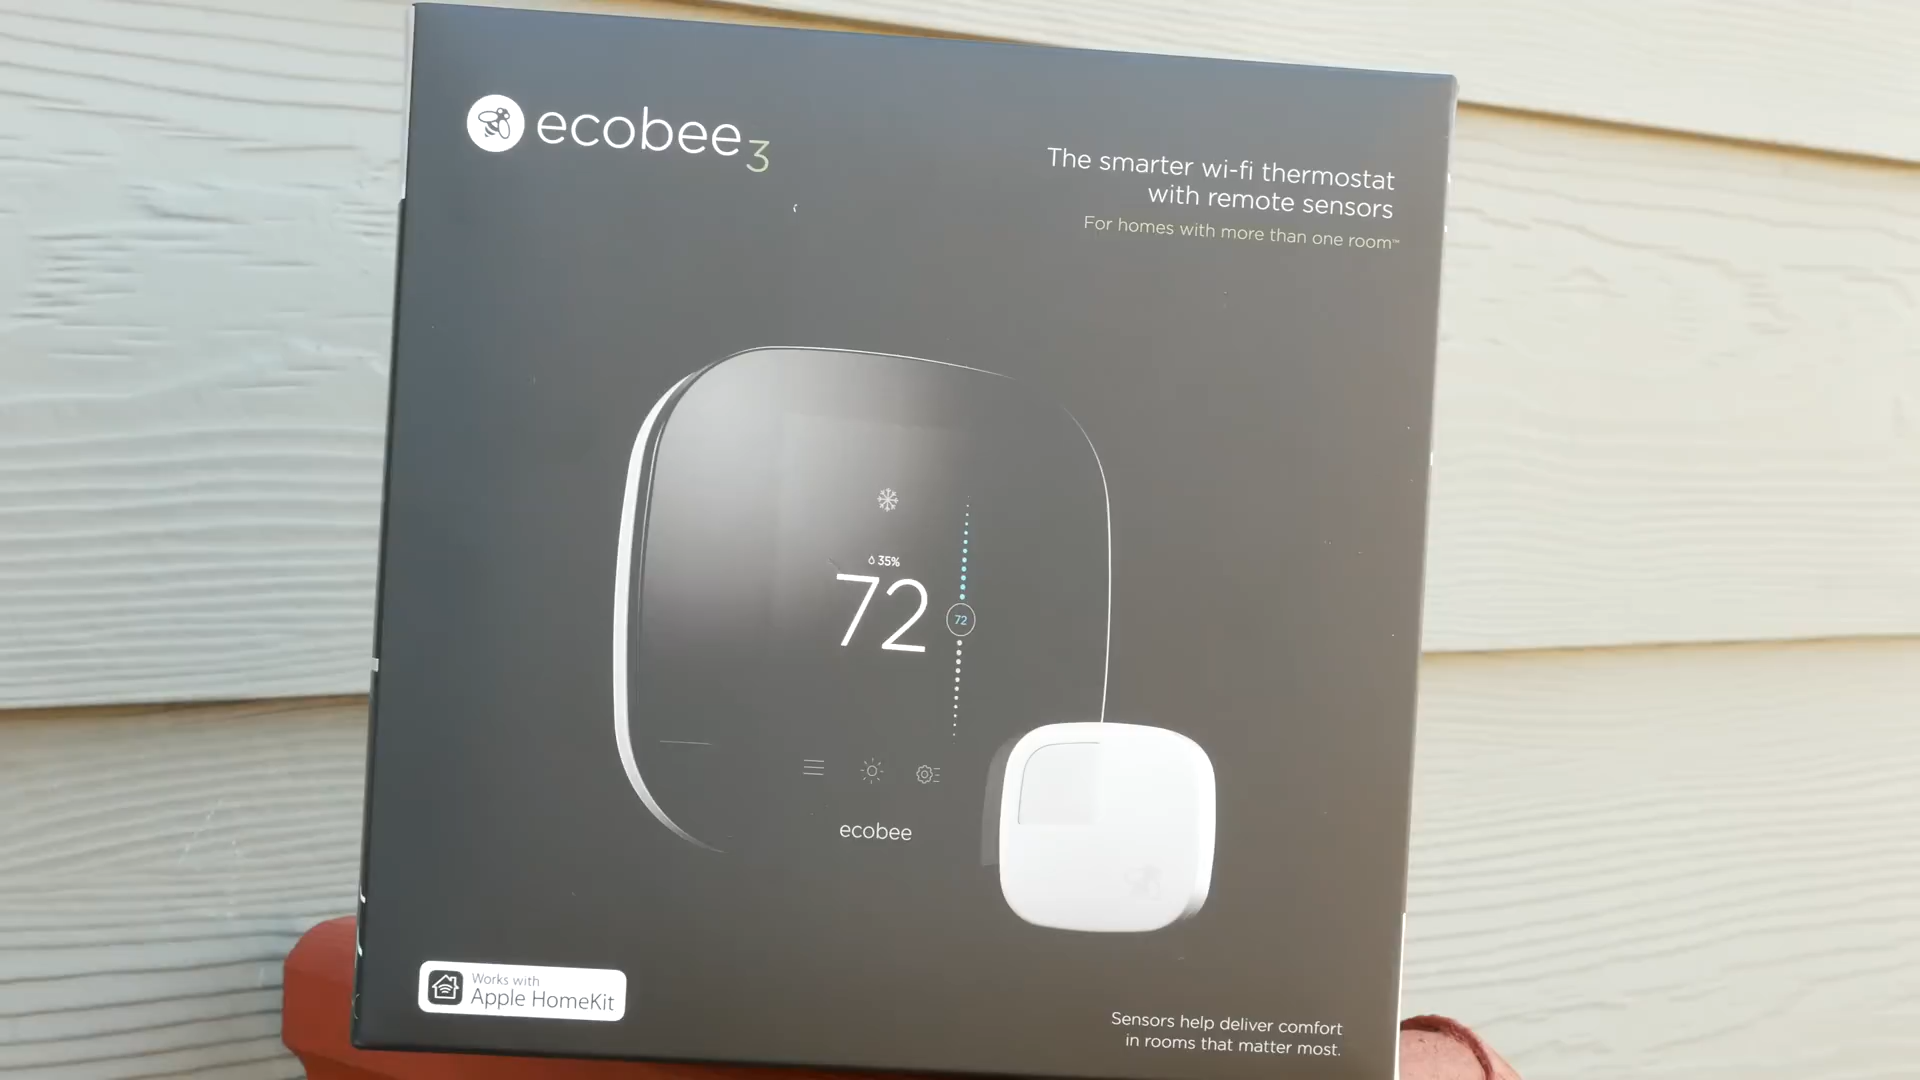 ecobee3
The smarter wi-fi thermostat
with remote sensors
For homes with more than one room™
35%
72
72
ecobee
Works with
Apple HomeKit
Sensors help deliver comfort
in rooms that matter most.